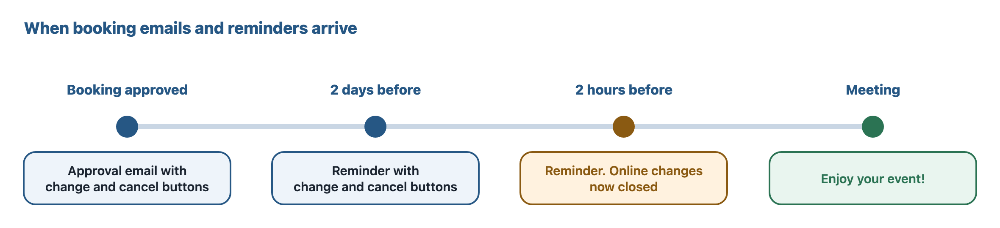 When booking emails and reminders arrive
Booking approved
2 days before
2 hours before
Meeting
Approval email with
change and cancel buttons
Reminder with
change and cancel buttons
Reminder. Online changes
now closed
Enjoy your event!